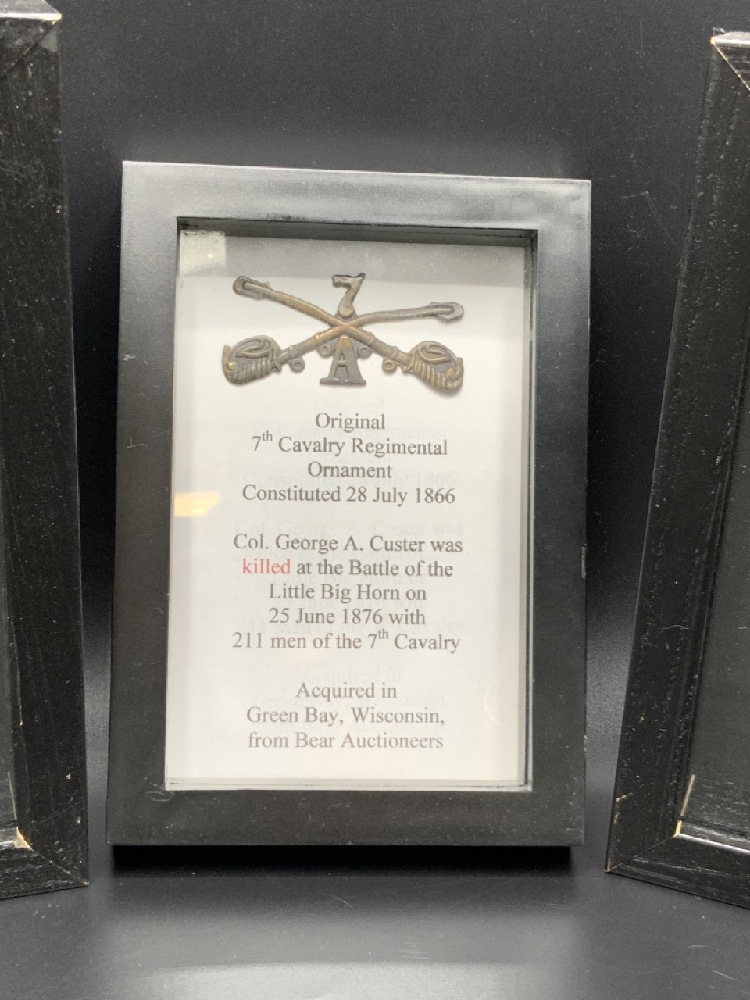 7
A
Original
7th Cavalry Regimental
Ornament
Constituted 28 July 1866
Col. George A. Custer was
killed at the Battle of the
Little Big Horn on
25 June 1876 with
211 men of the 7th Cavalry
Acquired in
Green Bay, Wisconsin,
from Bear Auctioneers